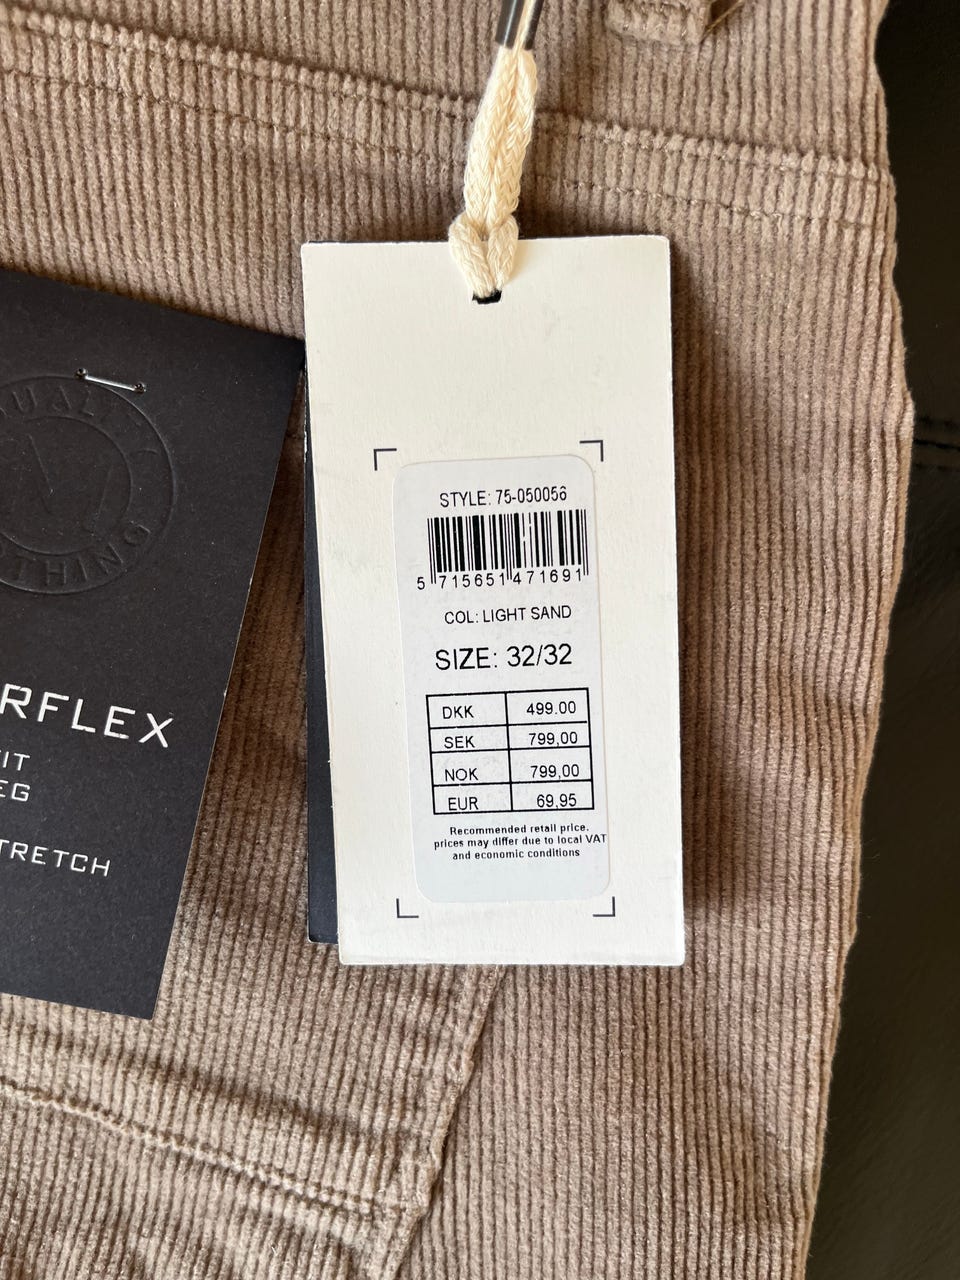 STYLE: 75-050056
5 715651 471691
COL: LIGHT SAND
SIZE: 32/32
DKK 499.00
SEK 799,00
NOK 799,00
EUR 69,95
Recommended retail price.
prices may differ due to local VAT
and economic conditions
THING
RFLEX
IT
EG
TRETCH